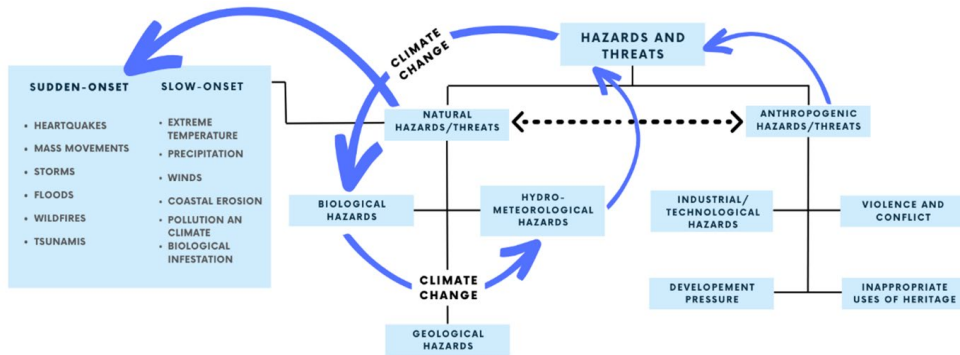 HAZARDS AND
THREATS
CLIMATE
CHANGE
SUDDEN-ONSET
HEARTQUAKES
MASS MOVEMENTS
STORMS
FLOODS
WILDFIRES
TSUNAMIS
SLOW-ONSET
EXTREME
TEMPERATURE
PRECIPITATION
WINDS
COASTAL EROSION
POLLUTION AN
CLIMATE
BIOLOGICAL
INFESTATION
NATURAL
HAZARDS/THREATS
ANTHROPOGENIC
HAZARDS/THREATS
BIOLOGICAL
HAZARDS
HYDRO-
METEOROLOGICAL
HAZARDS
INDUSTRIAL/
TECHNOLOGICAL
HAZARDS
VIOLENCE AND
CONFLICT
CLIMATE
CHANGE
DEVELOPEMENT
PRESSURE
INAPPROPRIATE
USES OF HERITAGE
GEOLOGICAL
HAZARDS